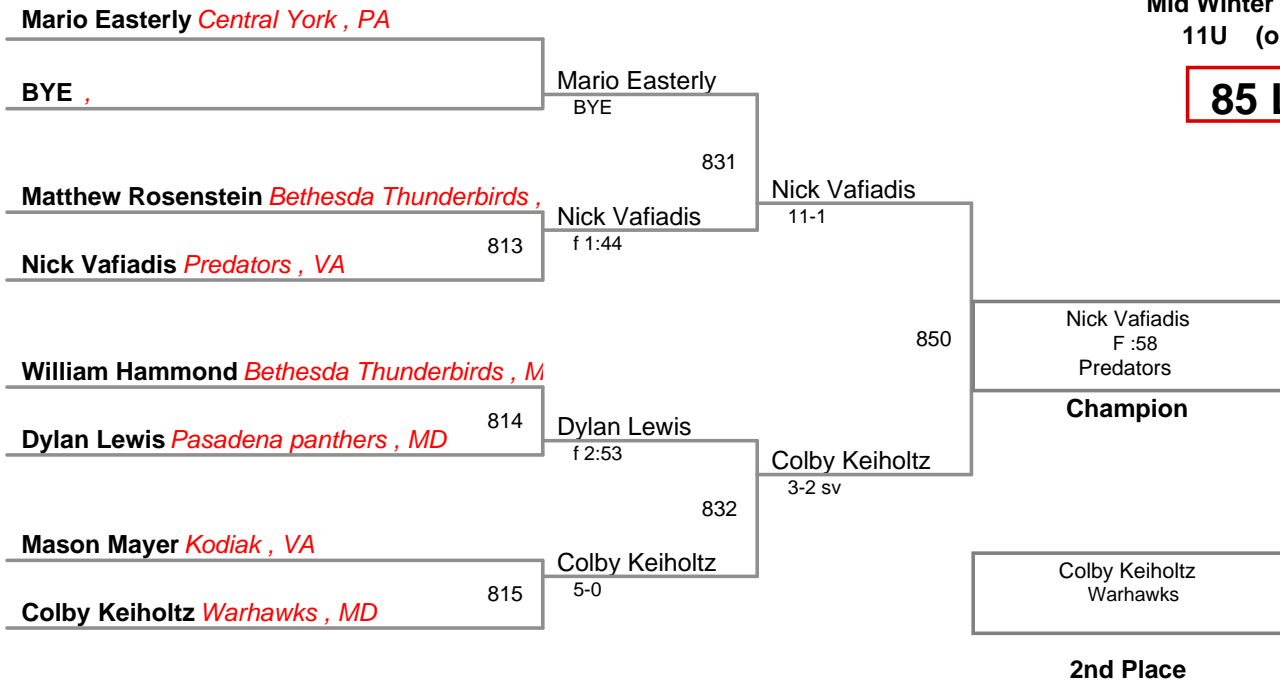 Mid Winter
11U (o
85
Mario Easterly Central York , PA
BYE ,
Mario Easterly
BYE
831
Matthew Rosenstein Bethesda Thunderbirds ,
Nick Vafiadis Predators , VA
813
Nick Vafiadis
f 1:44
Nick Vafiadis
11-1
William Hammond Bethesda Thunderbirds , M
Dylan Lewis Pasadena panthers , MD
814
Dylan Lewis
f 2:53
832
Mason Mayer Kodiak , VA
Colby Keiholtz Warhawks , MD
815
Colby Keiholtz
5-0
Colby Keiholtz
3-2 sv
850
Nick Vafiadis
F :58
Predators
Champion
Colby Keiholtz
Warhawks
2nd Place